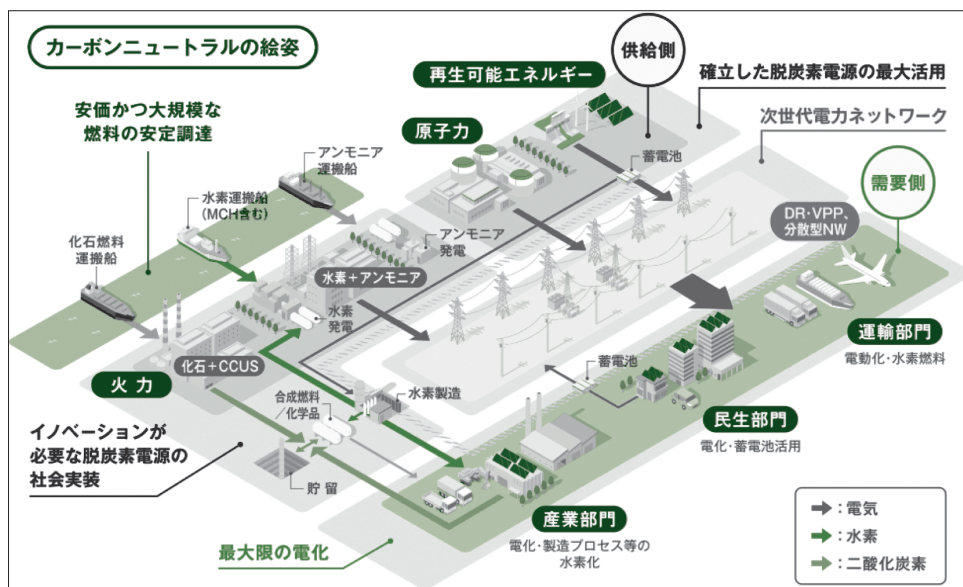 カーボンニュートラルの絵姿
供給側
再生可能エネルギー
確立した脱炭素電源の最大活用
安価かつ大規模な
燃料の安定調達
原子力
次世代電力ネットワーク
アンモニア
運搬船
蓄電池
需要側
水素運搬船
(MCH含む)
化石燃料
運搬船
アンモニア
発電
DR・VPP、
分散型NW
水素+アンモニア
水素
発電
運輸部門
電動化・水素燃料
化石+CCUS
火力
蓄電池
水素製造
合成燃料
/化学品
民生部門
電化・蓄電池活用
イノベーションが
必要な脱炭素電源の
社会実装
貯留
産業部門
電化・製造プロセス等の
水素化
最大限の電化
:電気
:水素
:二酸化炭素